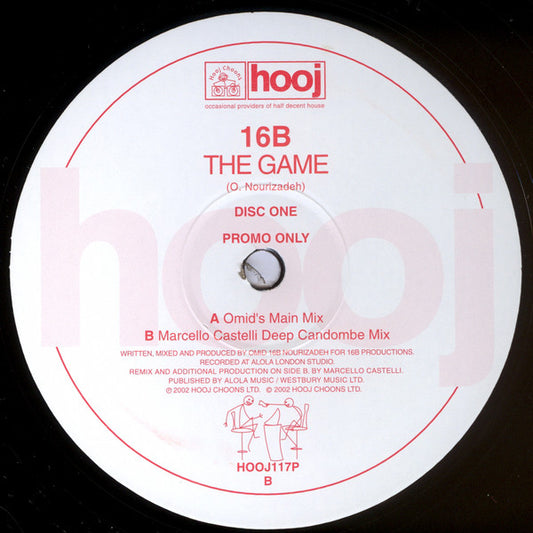 Hooj Choons
hooj
occasional providers of half decent house
16B
THE GAME
(O. Nourizadeh)
DISC ONE
PROMO ONLY
hooj
A Omid's Main Mix
B Marcello Castelli Deep Candombe Mix
WRITTEN, MIXED AND PRODUCED BY OMID 16B NOURIZADEH FOR 16B PRODUCTIONS.
RECORDED AT ALOLA LONDON STUDIO.
REMIX AND ADDITIONAL PRODUCTION ON SIDE B. BY MARCELLO CASTELLI.
PUBLISHED BY ALOLA MUSIC / WESTBURY MUSIC LTD.
℗ 2002 HOOJ CHOONS LTD. © 2002 HOOJ CHOONS LTD.
HOOJ117P
B